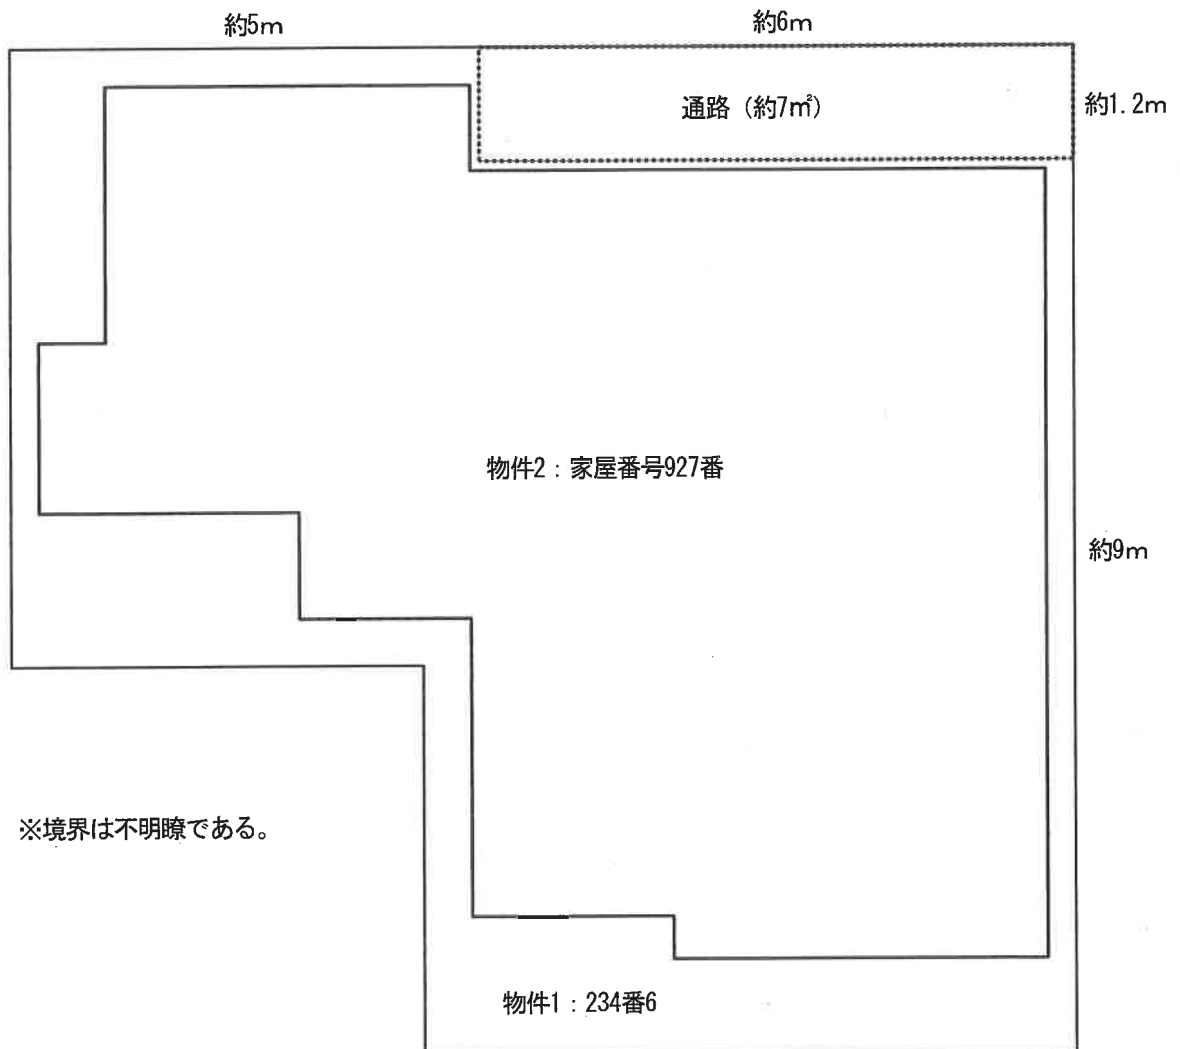 約5m
約6m
通路（約7㎡）
約1.2m
物件2：家屋番号927番
約9m
※境界は不明瞭である。
物件1：234番6